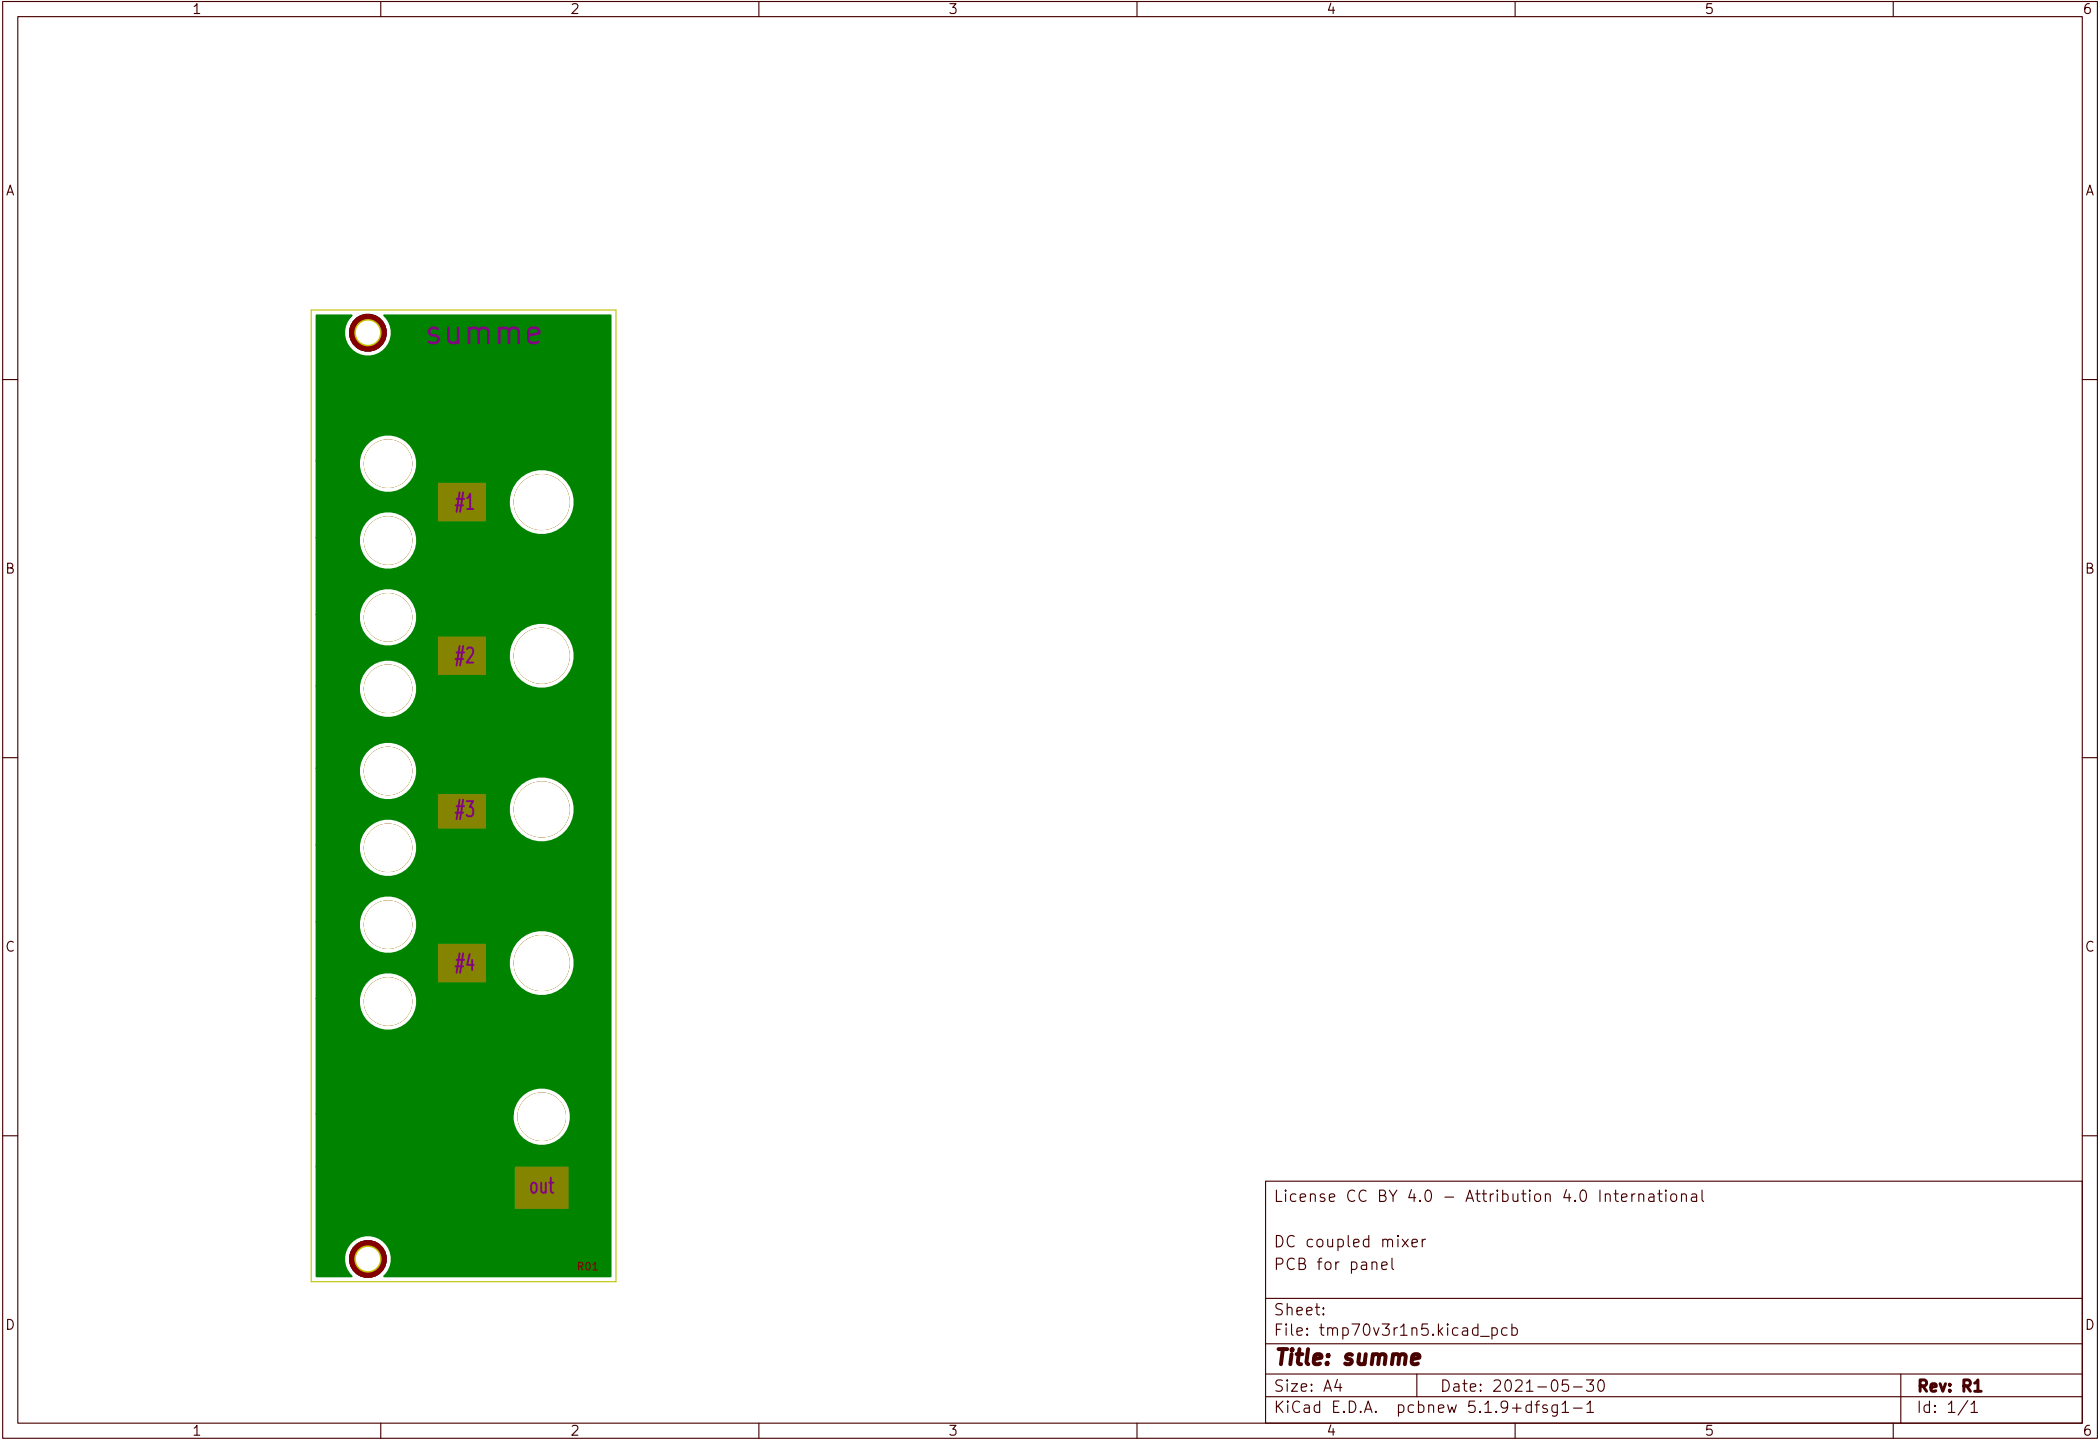 1 2 3 4 5 6
A A
summe
#1
B B
#2
#3
C C
#4
out
License CC BY 4.0 - Attribution 4.0 International
DC coupled mixer
PCB for panel
R01
Sheet:
File: tmp70v3r1n5.kicad_pcb
D D
Title: summe
Size: A4 Date: 2021-05-30 Rev: R1
KiCad E.D.A. pcbnew 5.1.9+dfsg1-1 Id: 1/1
1 2 3 4 5 6